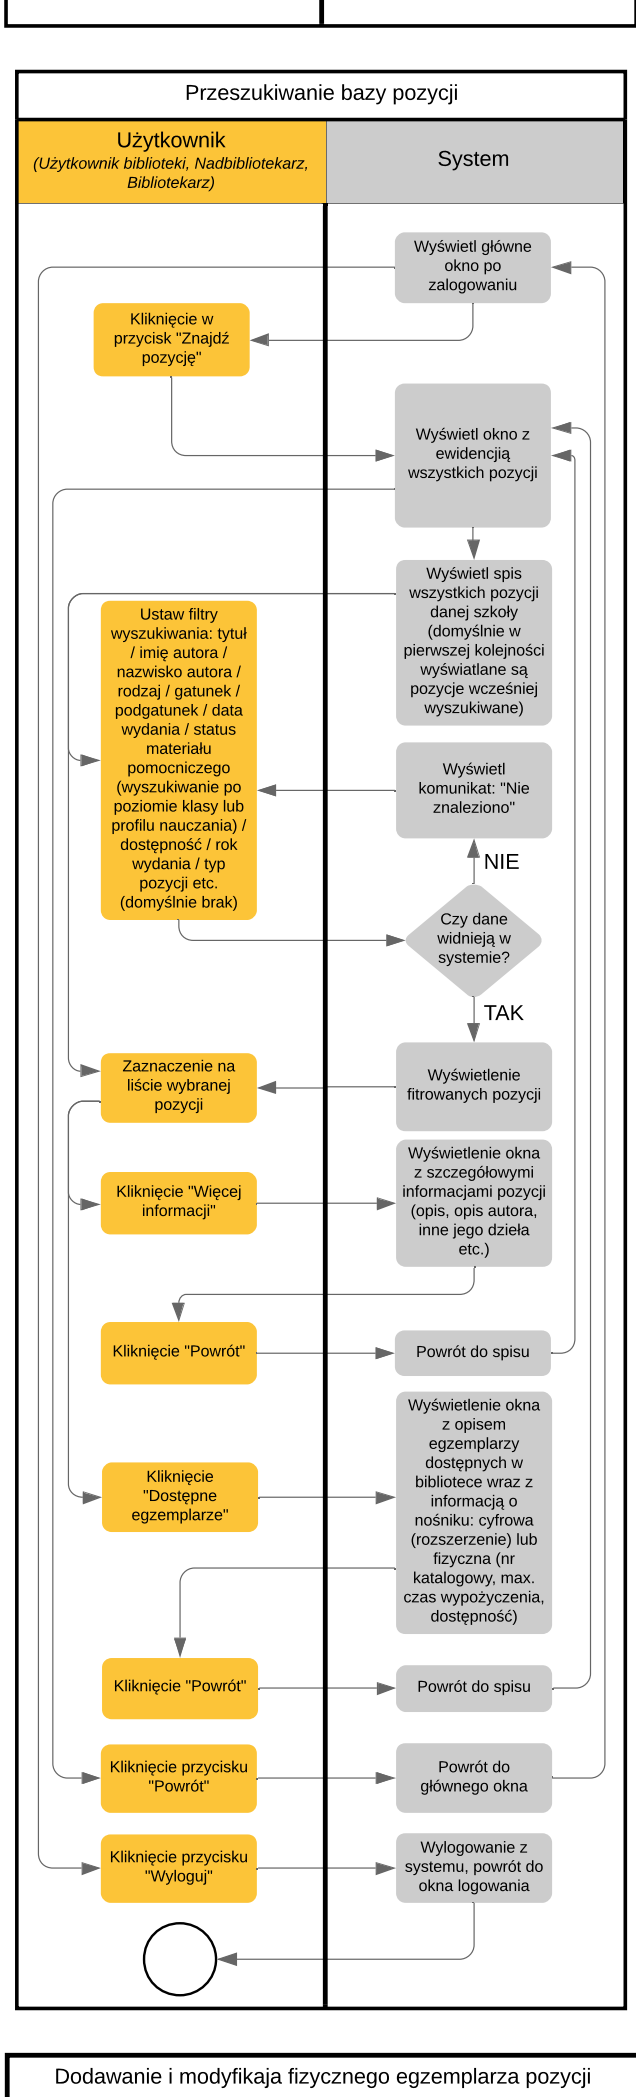 Przeszukiwanie bazy pozycji
Użytkownik
(Użytkownik biblioteki, Nadbibliotekarz,
Bibliotekarz)
System
Wyświetl główne
okno po
zalogowaniu
Kliknięcie w
przycisk "Znajdź
pozycję"
Wyświetl okno z
ewidencjią
wszystkich pozycji
Wyświetl spis
wszystkich pozycji
danej szkoły
(domyślnie w
pierwszej kolejności
wyświatlane są
pozycje wcześniej
wyszukiwane)
Ustaw filtry
wyszukiwania: tytuł
/ imię autora /
nazwisko autora /
rodzaj / gatunek /
podgatunek / data
wydania / status
materiału
pomocniczego
(wyszukiwanie po
poziomie klasy lub
profilu nauczania) /
dostępność / rok
wydania / typ
pozycji etc.
(domyślnie brak)
Wyświetl
komunikat: "Nie
znaleziono"
NIE
Czy dane
widnieją w
systemie?
TAK
Zaznaczenie na
liście wybranej
pozycji
Wyświetlenie
fitrowanych pozycji
Kliknięcie "Więcej
informacji"
Wyświetlenie okna
z szczegółowymi
informacjami pozycji
(opis, opis autora,
inne jego dzieła
etc.)
Kliknięcie "Powrót"
Powrót do spisu
Kliknięcie
"Dostępne
egzemplarze"
Wyświetlenie okna
z opisem
egzemplarzy
dostępnych w
bibliotece wraz z
informacją o
nośniku: cyfrowa
(rozszerzenie) lub
fizyczna (nr
katalogowy, max.
czas wypożyczenia,
dostępność)
Kliknięcie "Powrót"
Powrót do spisu
Kliknięcie przycisku
"Powrót"
Powrót do
głównego okna
Kliknięcie przycisku
"Wyloguj"
Wylogowanie z
systemu, powrót do
okna logowania
Dodawanie i modyfikaja fizycznego egzemplarza pozycji